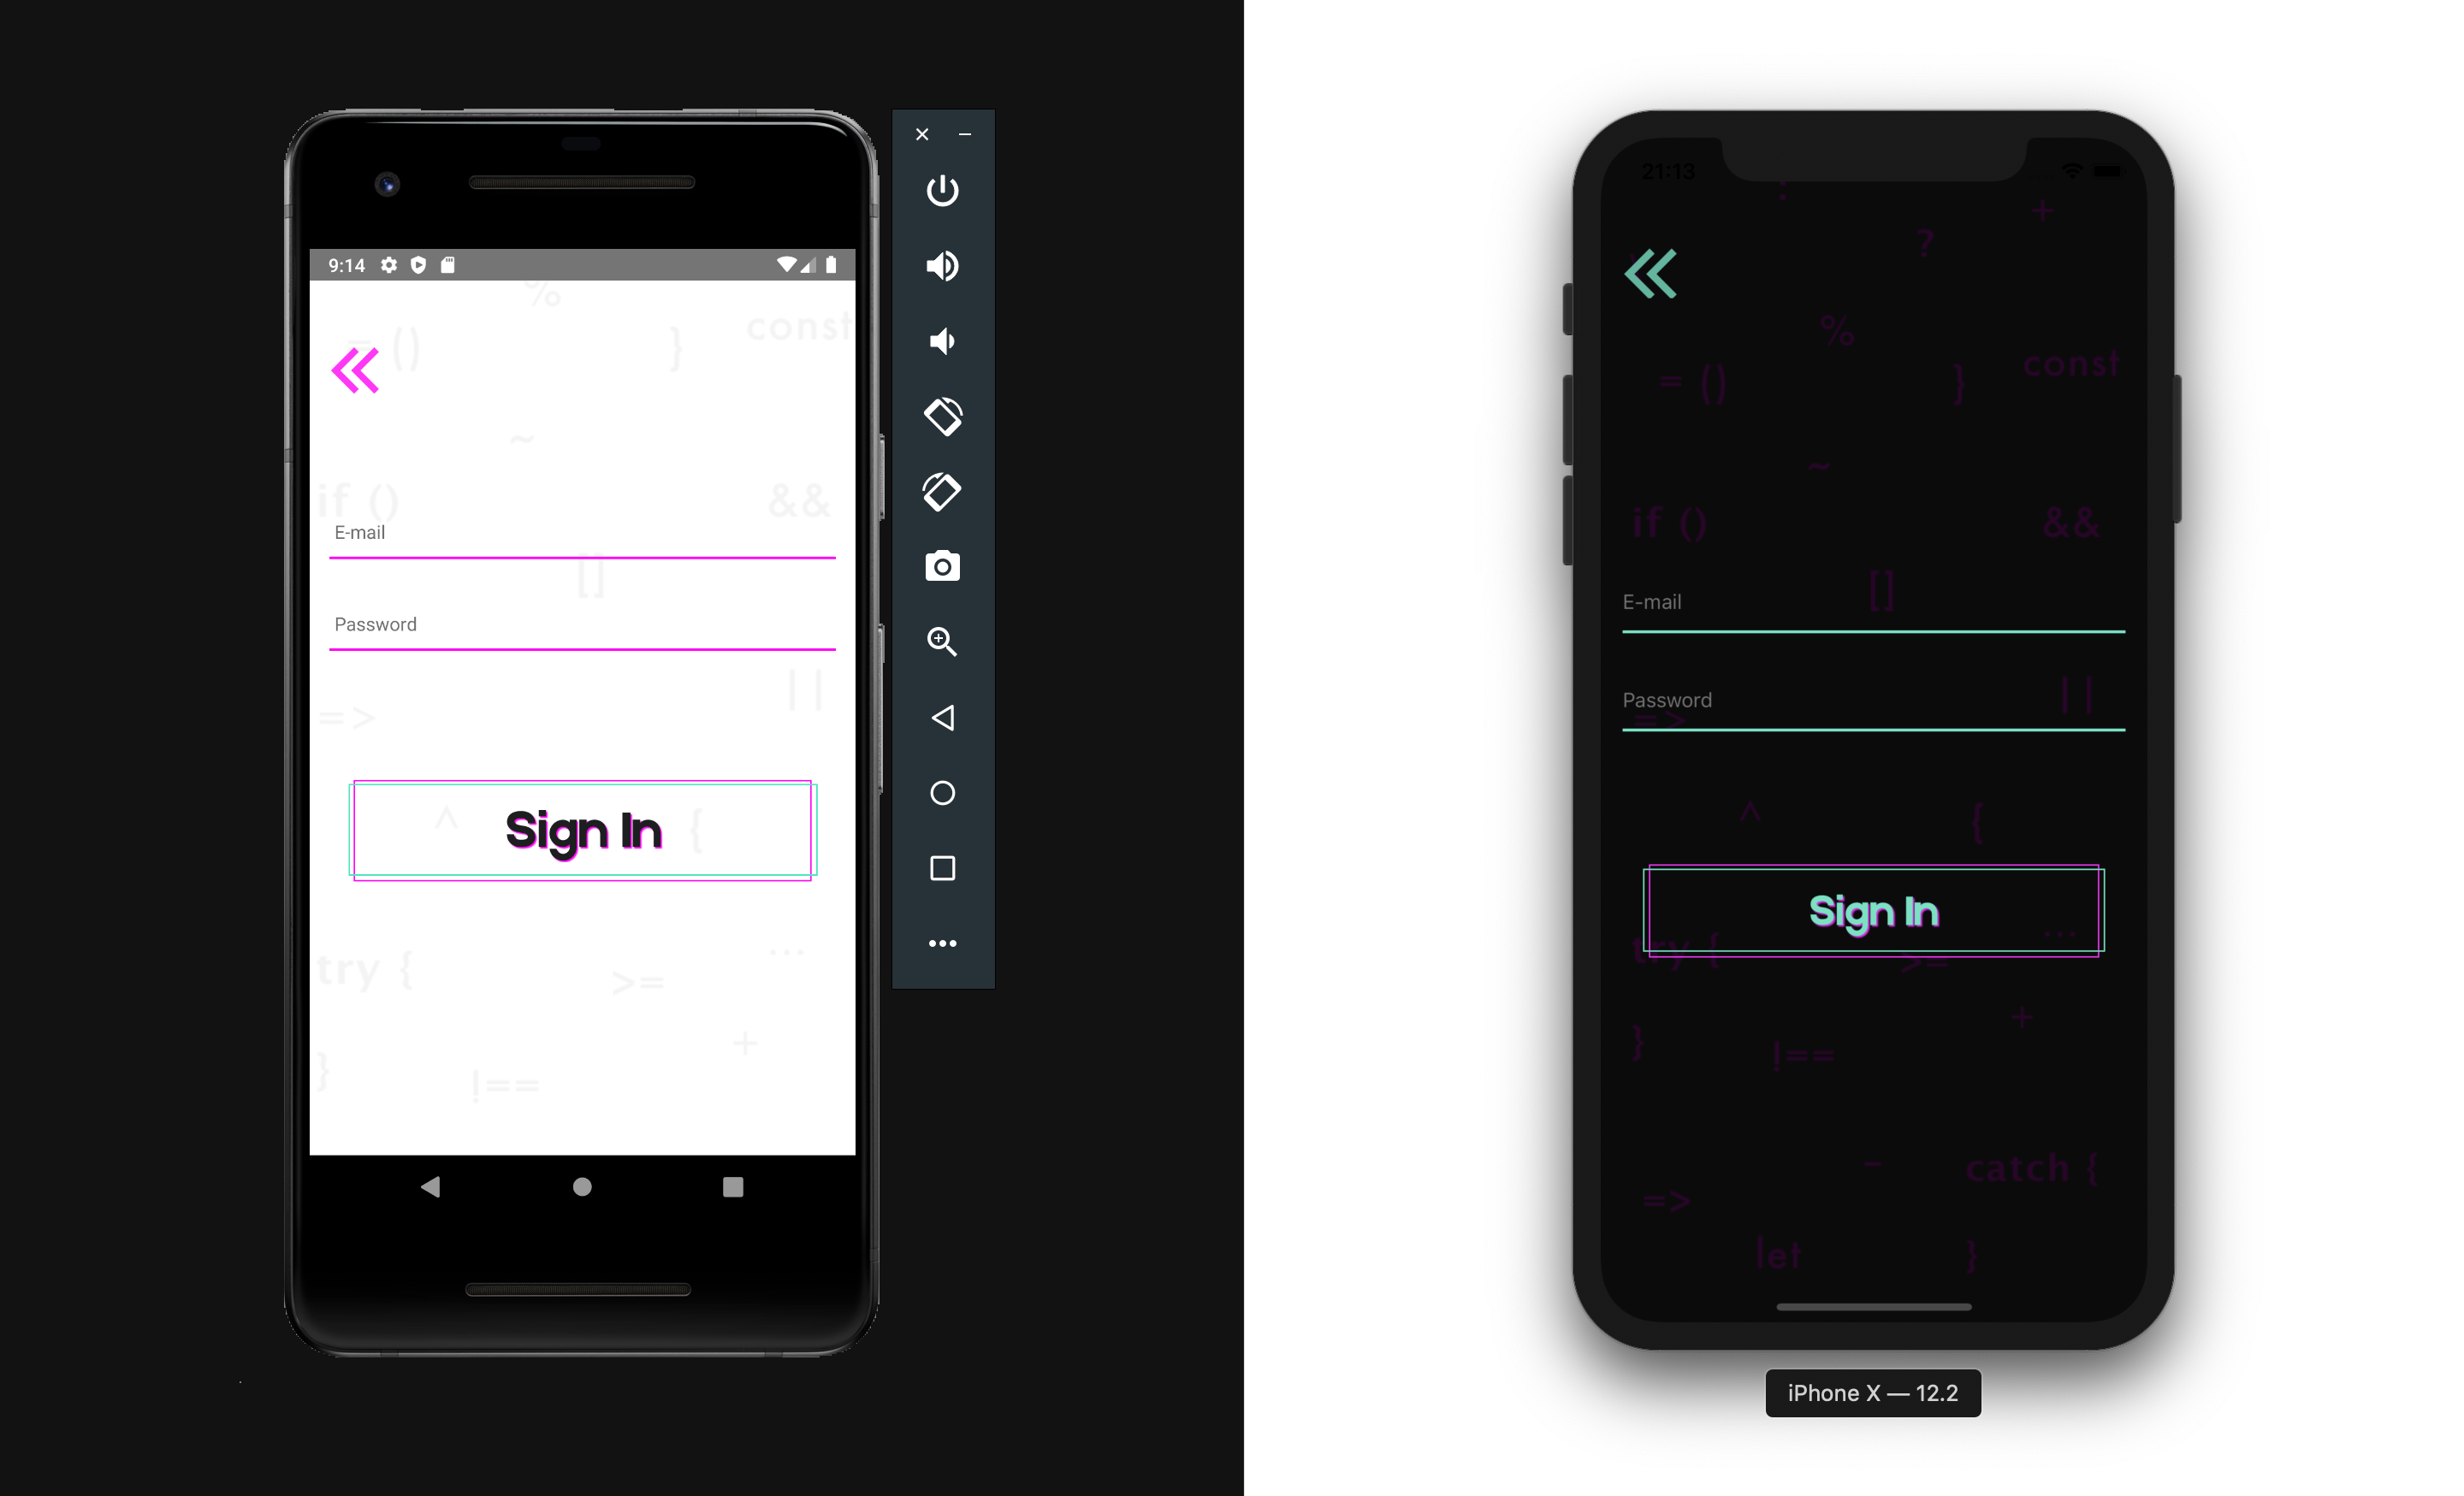 9:14
%
= ()
}
const
~
if ()
&&
E-mail
[]
Password
||
=>
^
Sign In
{
...
try {
>=
+
}
!==
21:13
:
+
?
%
= ()
}
const
~
if ()
&&
[]
E-mail
||
Password
=>
^
{
Sign In
try {
...
>=
+
}
!==
-
catch {
=>
let
}
iPhone X — 12.2